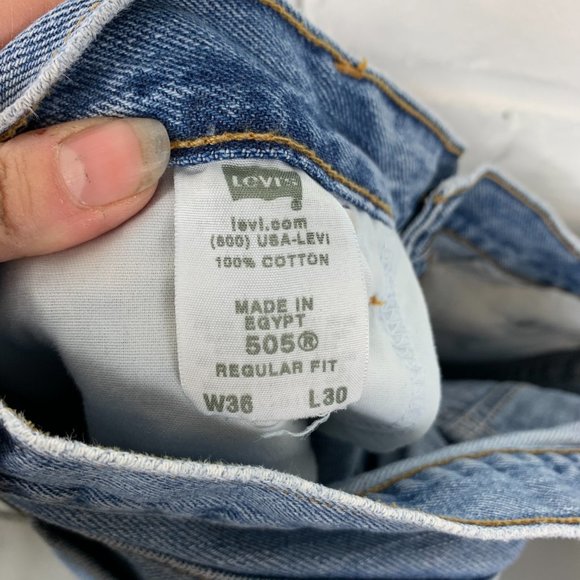 LEVI'S
levi.com
(800) USA-LEVI
100% COTTON
MADE IN
EGYPT
505®
REGULAR FIT
W36 L30